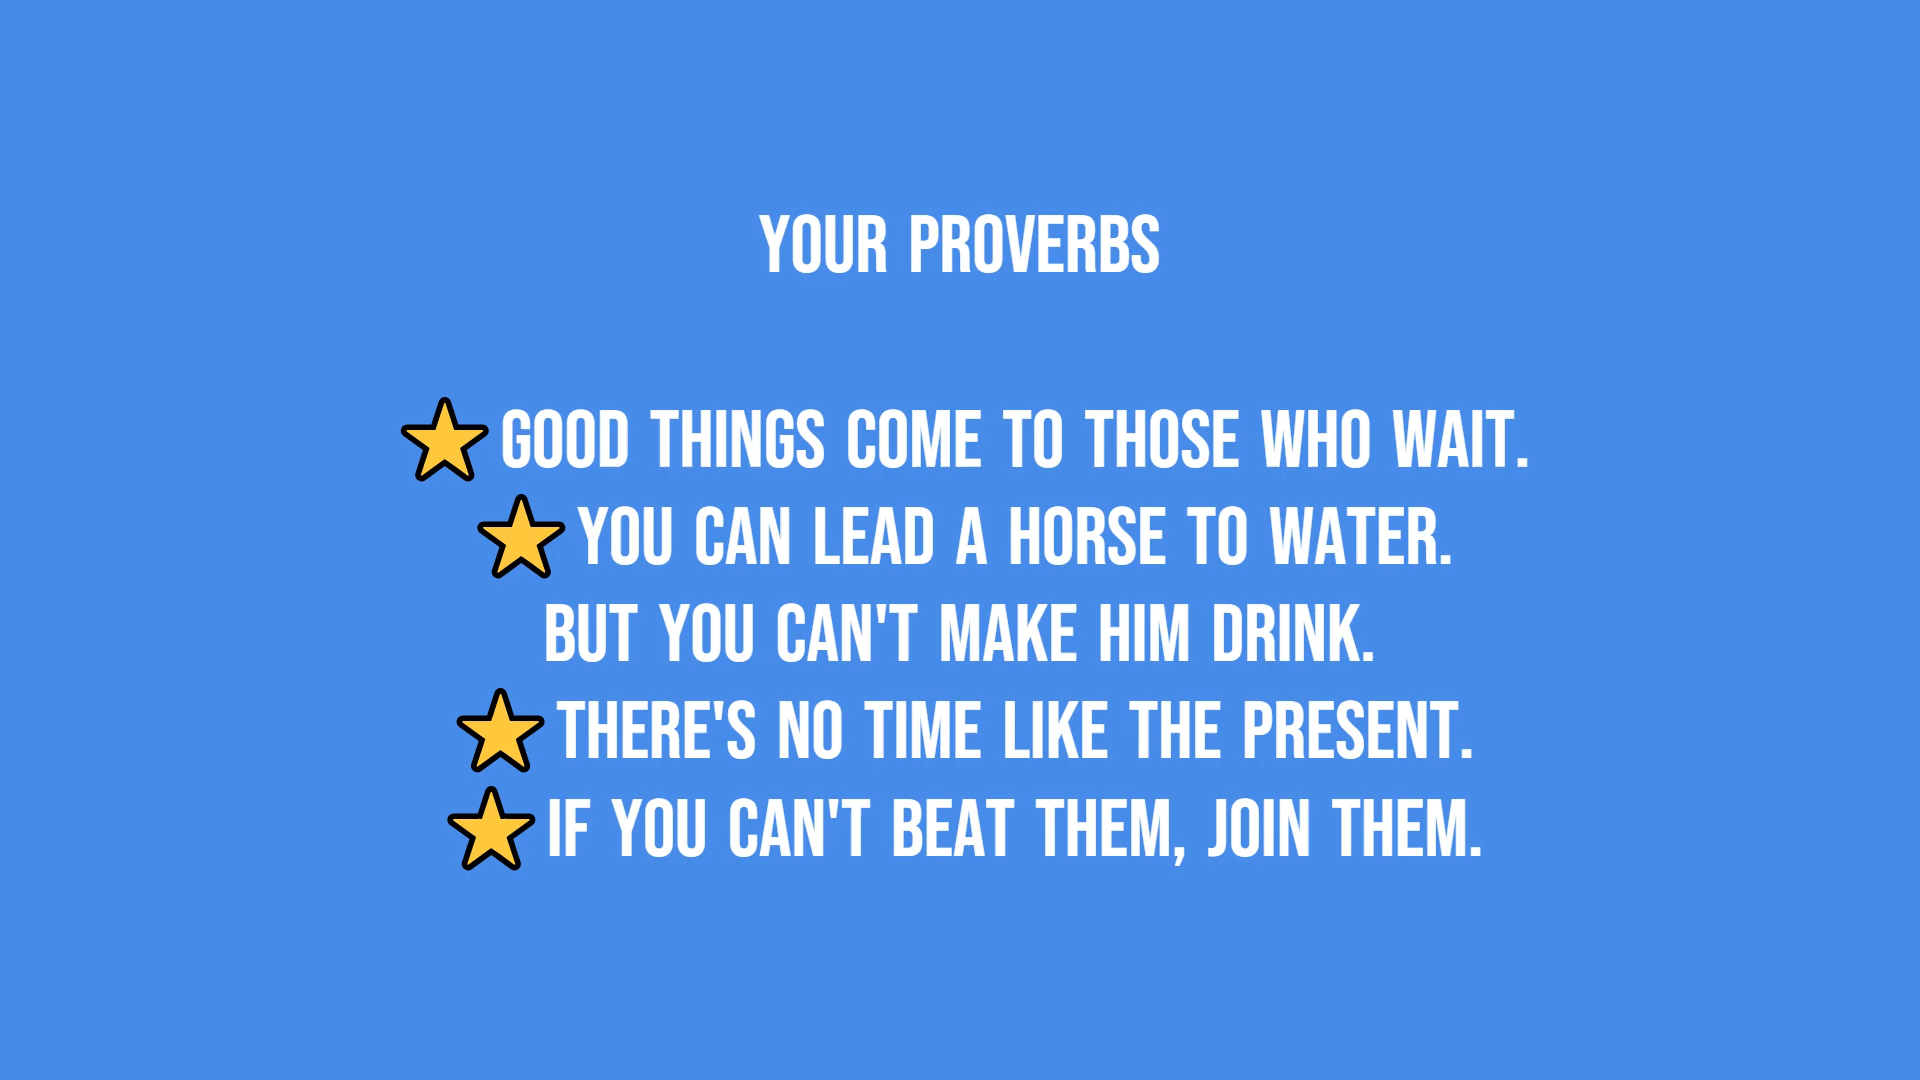 YOUR PROVERBS
GOOD THINGS COME TO THOSE WHO WAIT.
YOU CAN LEAD A HORSE TO WATER.
BUT YOU CAN'T MAKE HIM DRINK.
THERE'S NO TIME LIKE THE PRESENT.
IF YOU CAN'T BEAT THEM, JOIN THEM.